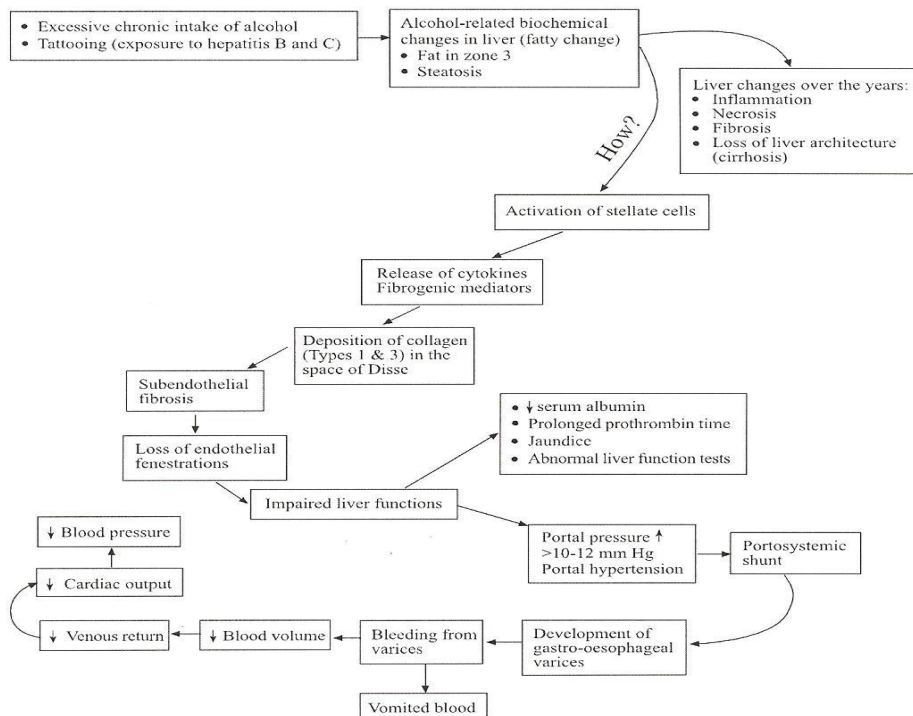 • Excessive chronic intake of alcohol
• Tattooing (exposure to hepatitis B and C)
Alcohol-related biochemical
changes in liver (fatty change)
• Fat in zone 3
• Steatosis
Liver changes over the years:
• Inflammation
• Necrosis
• Fibrosis
• Loss of liver architecture
(cirrhosis)
How?
Activation of stellate cells
Release of cytokines
Fibrogenic mediators
Deposition of collagen
(Types 1 & 3) in the
space of Disse
Subendothelial
fibrosis
Loss of endothelial
fenestrations
Impaired liver functions
• ↓ serum albumin
• Prolonged prothrombin time
• Jaundice
• Abnormal liver function tests
Portal pressure ↑
>10-12 mm Hg
Portal hypertension
Portosystemic
shunt
Development of
gastro-oesophageal
varices
Bleeding from
varices
Vomited blood
↓ Blood volume
↓ Venous return
↓ Cardiac output
↓ Blood pressure